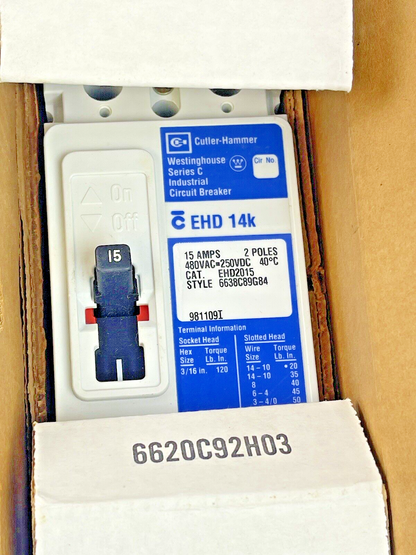 Cutler-Hammer
Westinghouse
Series C
Industrial
Circuit Breaker
Cir No
EHD 14k
On
Off
15
15 AMPS 2 POLES
480VAC•250VDC 40°C
CAT. EHD2015
STYLE 6638C89G84
981109I
Terminal Information
Socket Head Slotted Head
Hex Torque Wire Torque
Size Lb. In. Size Lb. In.
3/16 in. 120 14-10 •20
14-10 35
8 40
6-4 45
3-4/0 50
6620C92H03